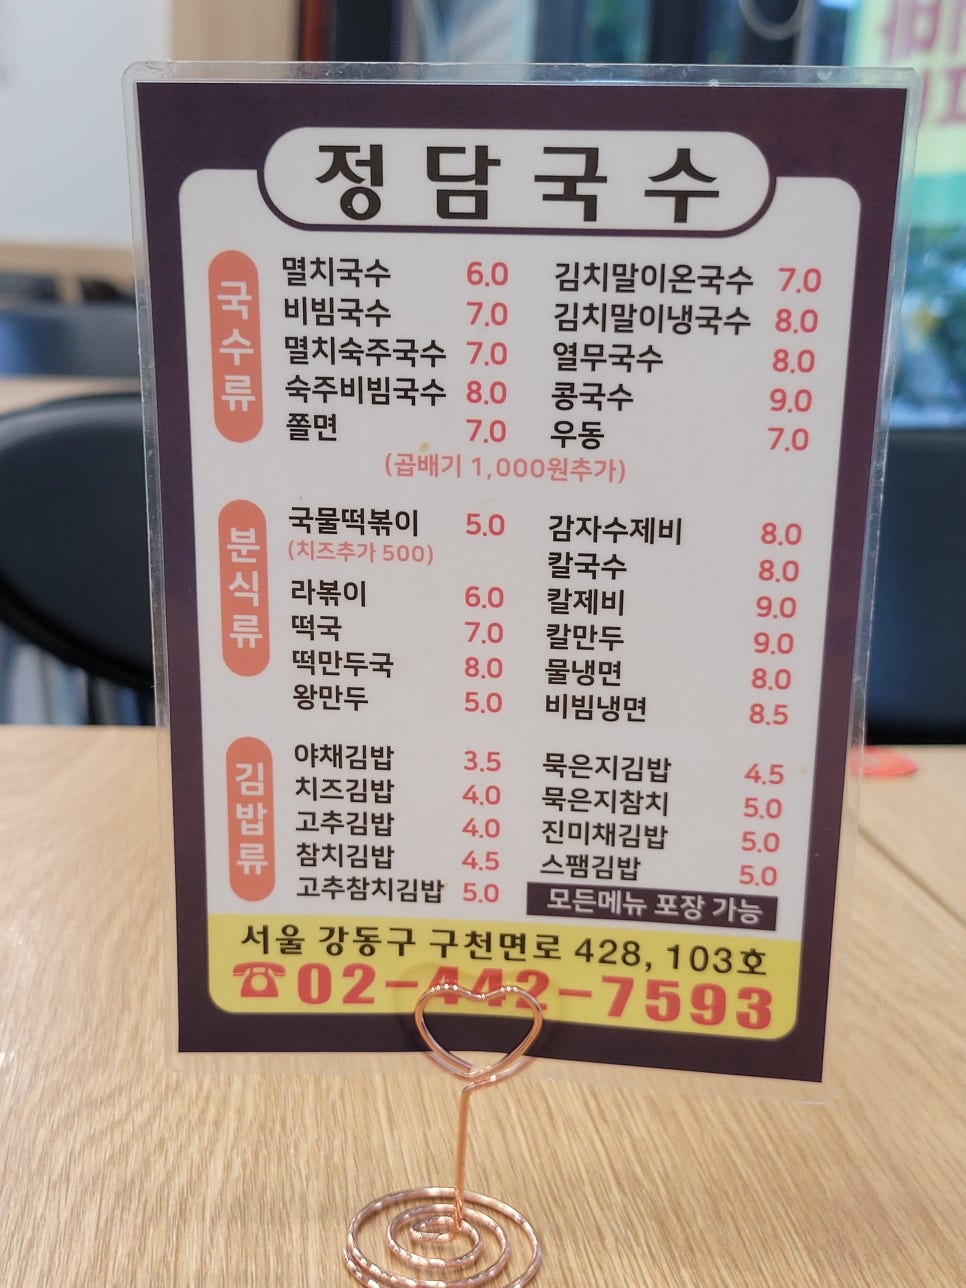 정담국수
국수류
멸치국수 6.0
비빔국수 7.0
멸치숙주국수 7.0
숙주비빔국수 8.0
쫄면 7.0
김치말이온국수 7.0
김치말이냉국수 8.0
열무국수 8.0
콩국수 9.0
우동 7.0
(곱배기 1,000원추가)
분식류
국물떡볶이 5.0
(치즈추가 500)
라볶이 6.0
떡국 7.0
떡만두국 8.0
왕만두 5.0
감자수제비 8.0
칼국수 8.0
칼제비 9.0
칼만두 9.0
물냉면 8.0
비빔냉면 8.5
김밥류
야채김밥 3.5
치즈김밥 4.0
고추김밥 4.0
참치김밥 4.5
고추참치김밥 5.0
묵은지김밥 4.5
묵은지참치 5.0
진미채김밥 5.0
스팸김밥 5.0
모든메뉴 포장 가능
서울 강동구 구천면로 428, 103호
☎02-442-7593